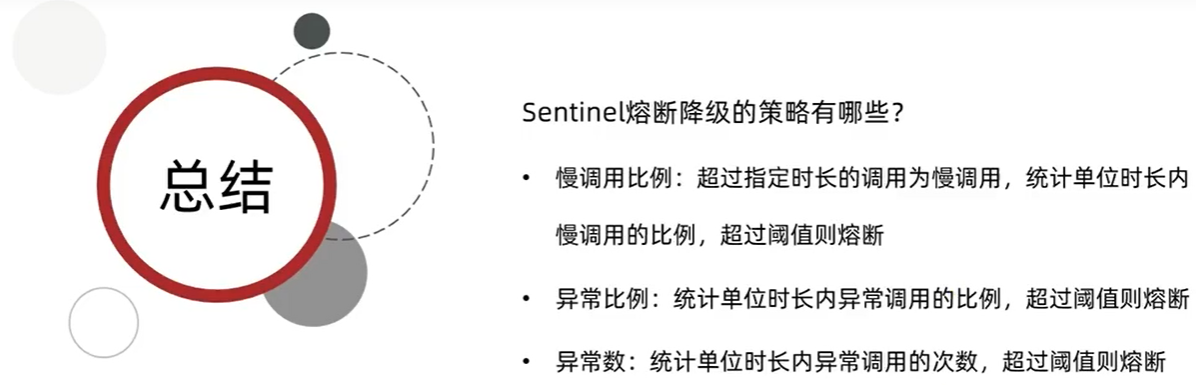 总结
Sentinel熔断降级的策略有哪些？
• 慢调用比例：超过指定时长的调用为慢调用，统计单位时长内
慢调用的比例，超过阈值则熔断
• 异常比例：统计单位时长内异常调用的比例，超过阈值则熔断
• 异常数：统计单位时长内异常调用的次数，超过阈值则熔断